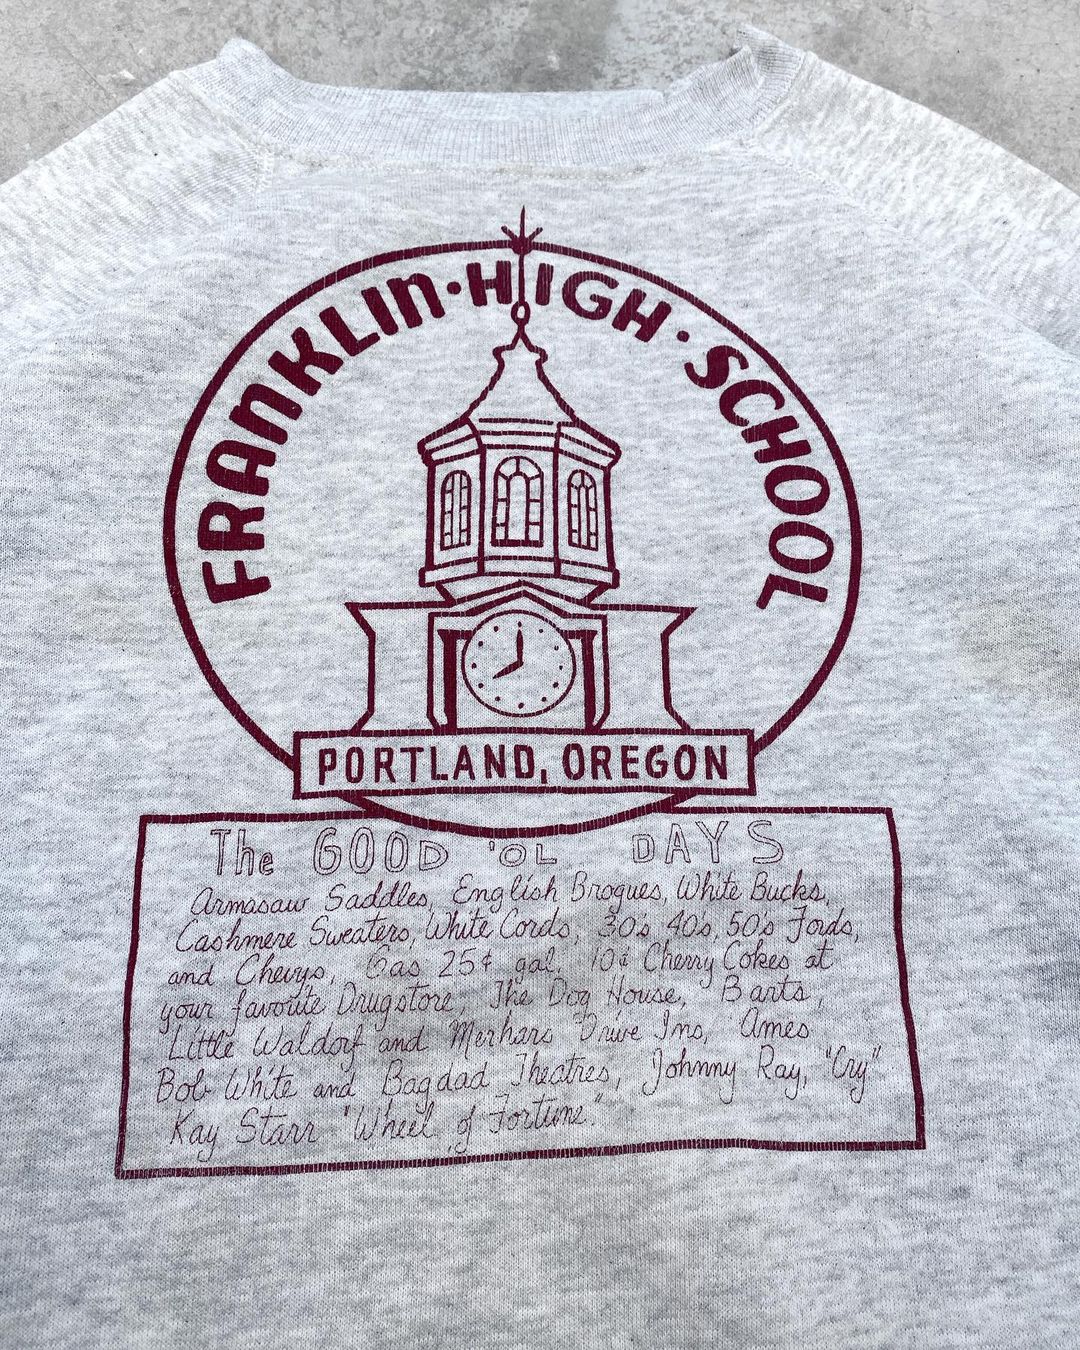 FRANKLIN · HIGH · SCHOOL
PORTLAND, OREGON
The GOOD 'OL DAYS
Armasaw Saddles, English Brogues, White Bucks,
Cashmere Sweaters, White Cords, 30's 40's, 50's Fords,
and Chevys, Gas 25¢ gal. 10¢ Cherry Cokes at
your favorite Drugstore, The Dog House, Barts,
Little Waldorf and Merhars Drive Ins, Ames
Bob White and Bagdad Theatres, Johnny Ray, "Cry"
Kay Starr "Wheel of Fortune."